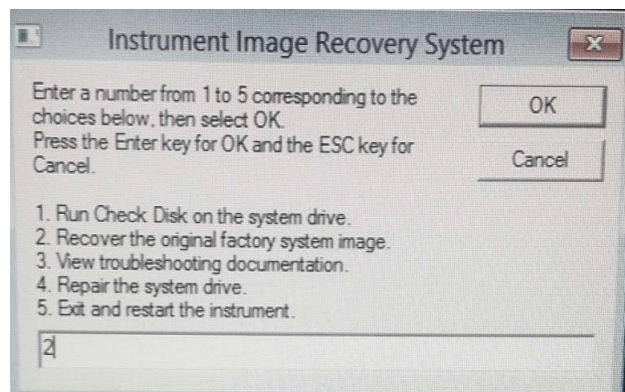 Instrument Image Recovery System
Enter a number from 1 to 5 corresponding to the
choices below, then select OK.
Press the Enter key for OK and the ESC key for
Cancel.
OK
Cancel
1. Run Check Disk on the system drive.
2. Recover the original factory system image.
3. View troubleshooting documentation.
4. Repair the system drive.
5. Exit and restart the instrument.
2